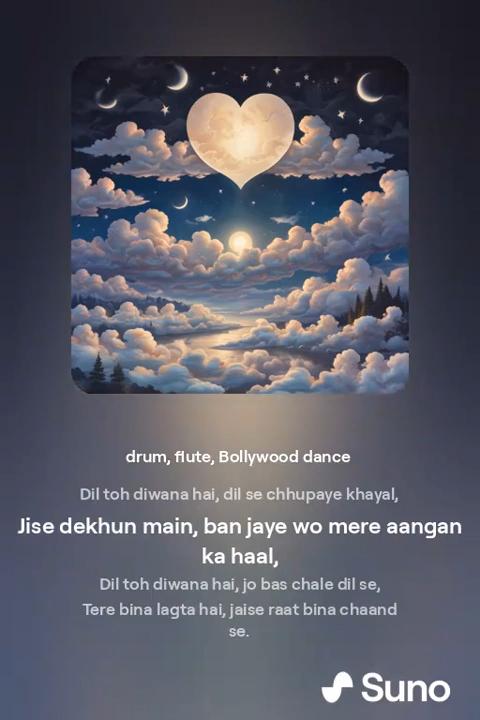 drum, flute, Bollywood dance
Dil toh diwana hai, dil se chhupaye khayal,
Jise dekhun main, ban jaye wo mere aangan
ka haal,
Dil toh diwana hai, jo bas chale dil se,
Tere bina lagta hai, jaise raat bina chaand
se.
Suno